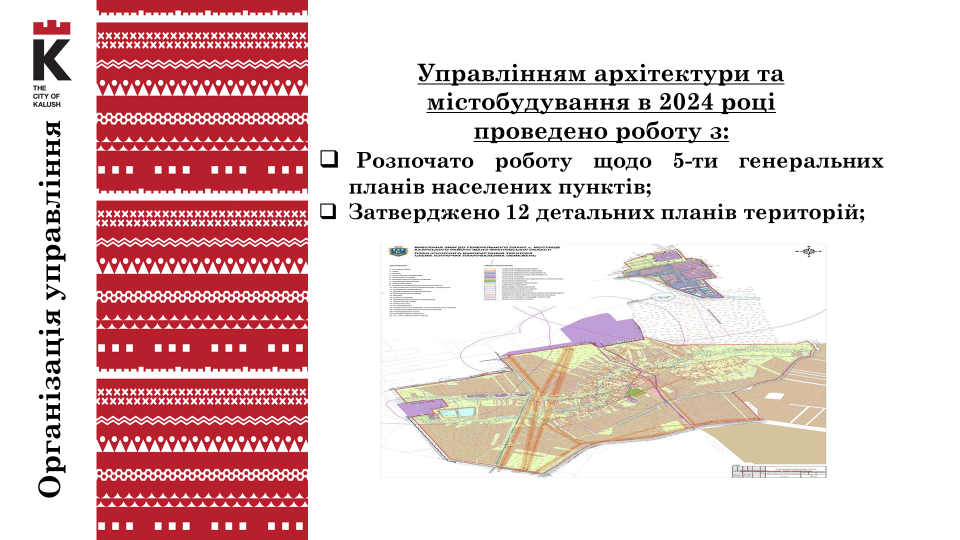 THE
CITY OF
KALUSH
Організація управління
Управлінням архітектури та
містобудування в 2024 році
проведено роботу з:
Розпочато роботу щодо 5-ти генеральних
планів населених пунктів;
Затверджено 12 детальних планів територій;